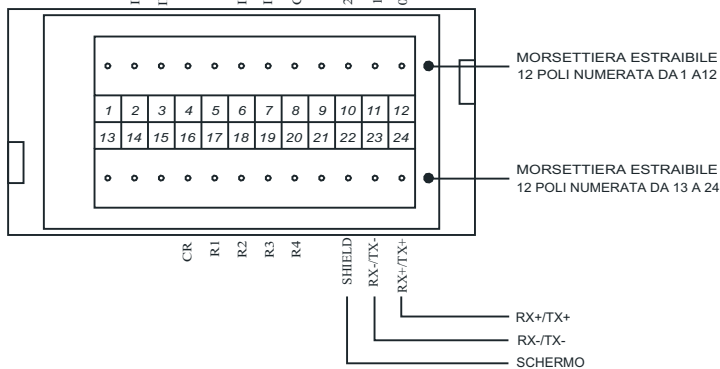 MORSETTIERA ESTRAIBILE
12 POLI NUMERATA DA 1 A12
1 2 3 4 5 6 7 8 9 10 11 12
13 14 15 16 17 18 19 20 21 22 23 24
MORSETTIERA ESTRAIBILE
12 POLI NUMERATA DA 13 A 24
CR R1 R2 R3 R4 SHIELD RX-/TX- RX+/TX+
RX+/TX+
RX-/TX-
SCHERMO